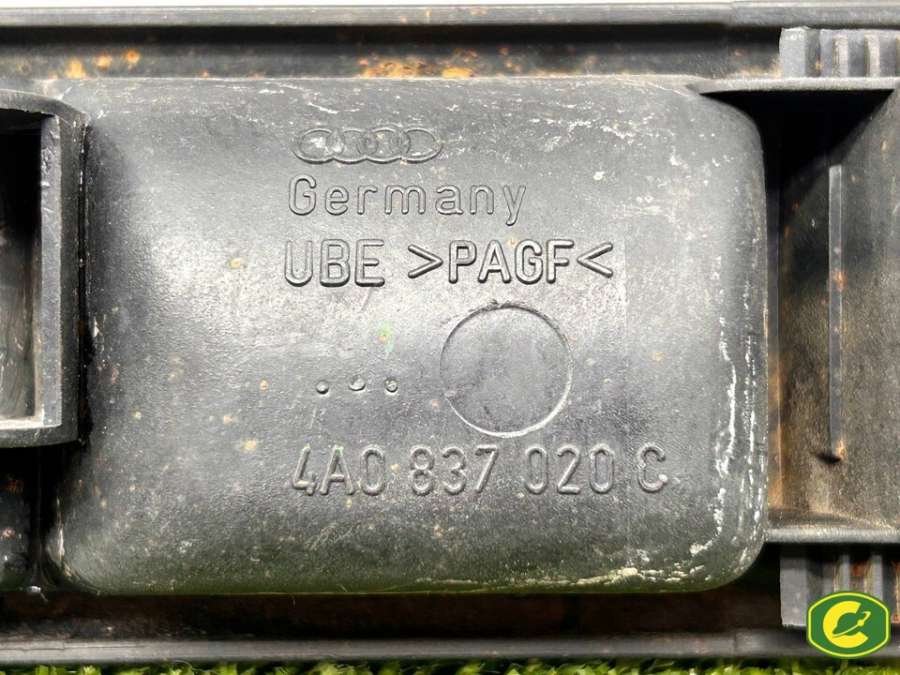 Germany
UBE >PAGF<
4A0 837 020 C